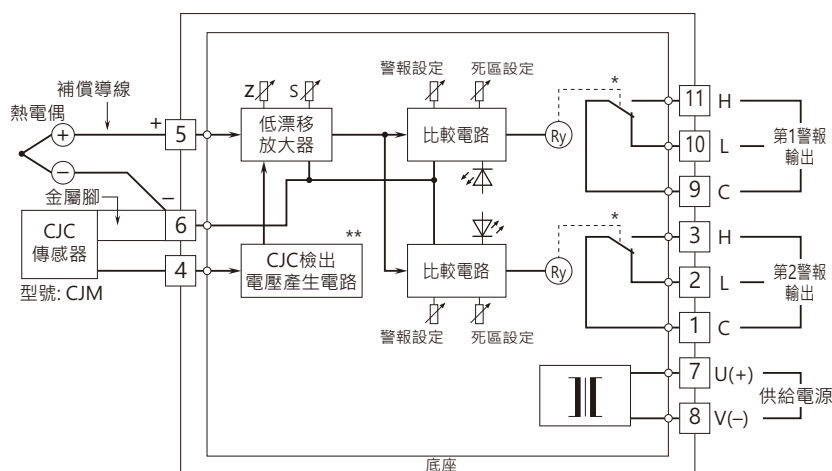 補償導線
熱電偶
+
+
5
−
−
金屬腳
CJC
傳感器
6
4
型號: CJM
Z
S
低漂移
放大器
**
CJC檢出
電壓產生電路
警報設定
死區設定
比較電路
Ry
*
比較電路
Ry
*
警報設定
死區設定
11
H
10
L
9
C
第1警報
輸出
3
H
2
L
1
C
第2警報
輸出
7
U(+)
8
V(−)
供給電源
底座